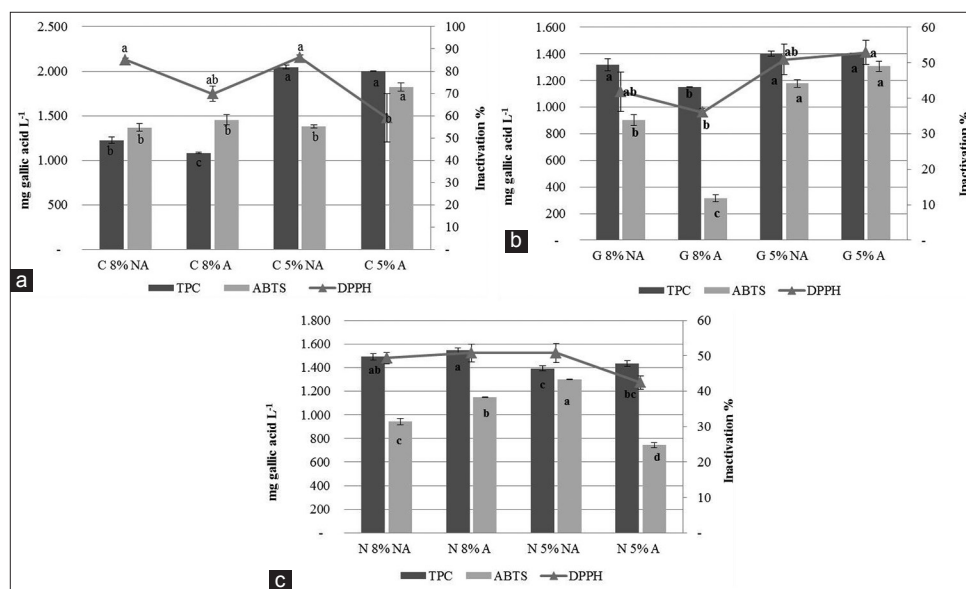 2.500
2.000
1.500
1.000
500
-
mg gallic acid L-1
100
90
80
70
60
50
40
30
20
10
-
Inactivation %
a
ab
a
b
b
b
c
b
a
b
a
a
C 8% NA
C 8% A
C 5% NA
C 5% A
TPC
ABTS
DPPH
a
1.600
1.400
1.200
1.000
800
600
400
200
-
mg gallic acid L-1
60
50
40
30
20
10
-
Inactivation %
a
ab
b
b
b
c
a
ab
a
a
a
a
G 8% NA
G 8% A
G 5% NA
G 5% A
TPC
ABTS
DPPH
b
1.800
1.600
1.400
1.200
1.000
800
600
400
200
-
mg gallic acid L-1
60
50
40
30
20
10
-
Inactivation %
ab
c
a
b
c
a
bc
d
N 8% NA
N 8% A
N 5% NA
N 5% A
TPC
ABTS
DPPH
c